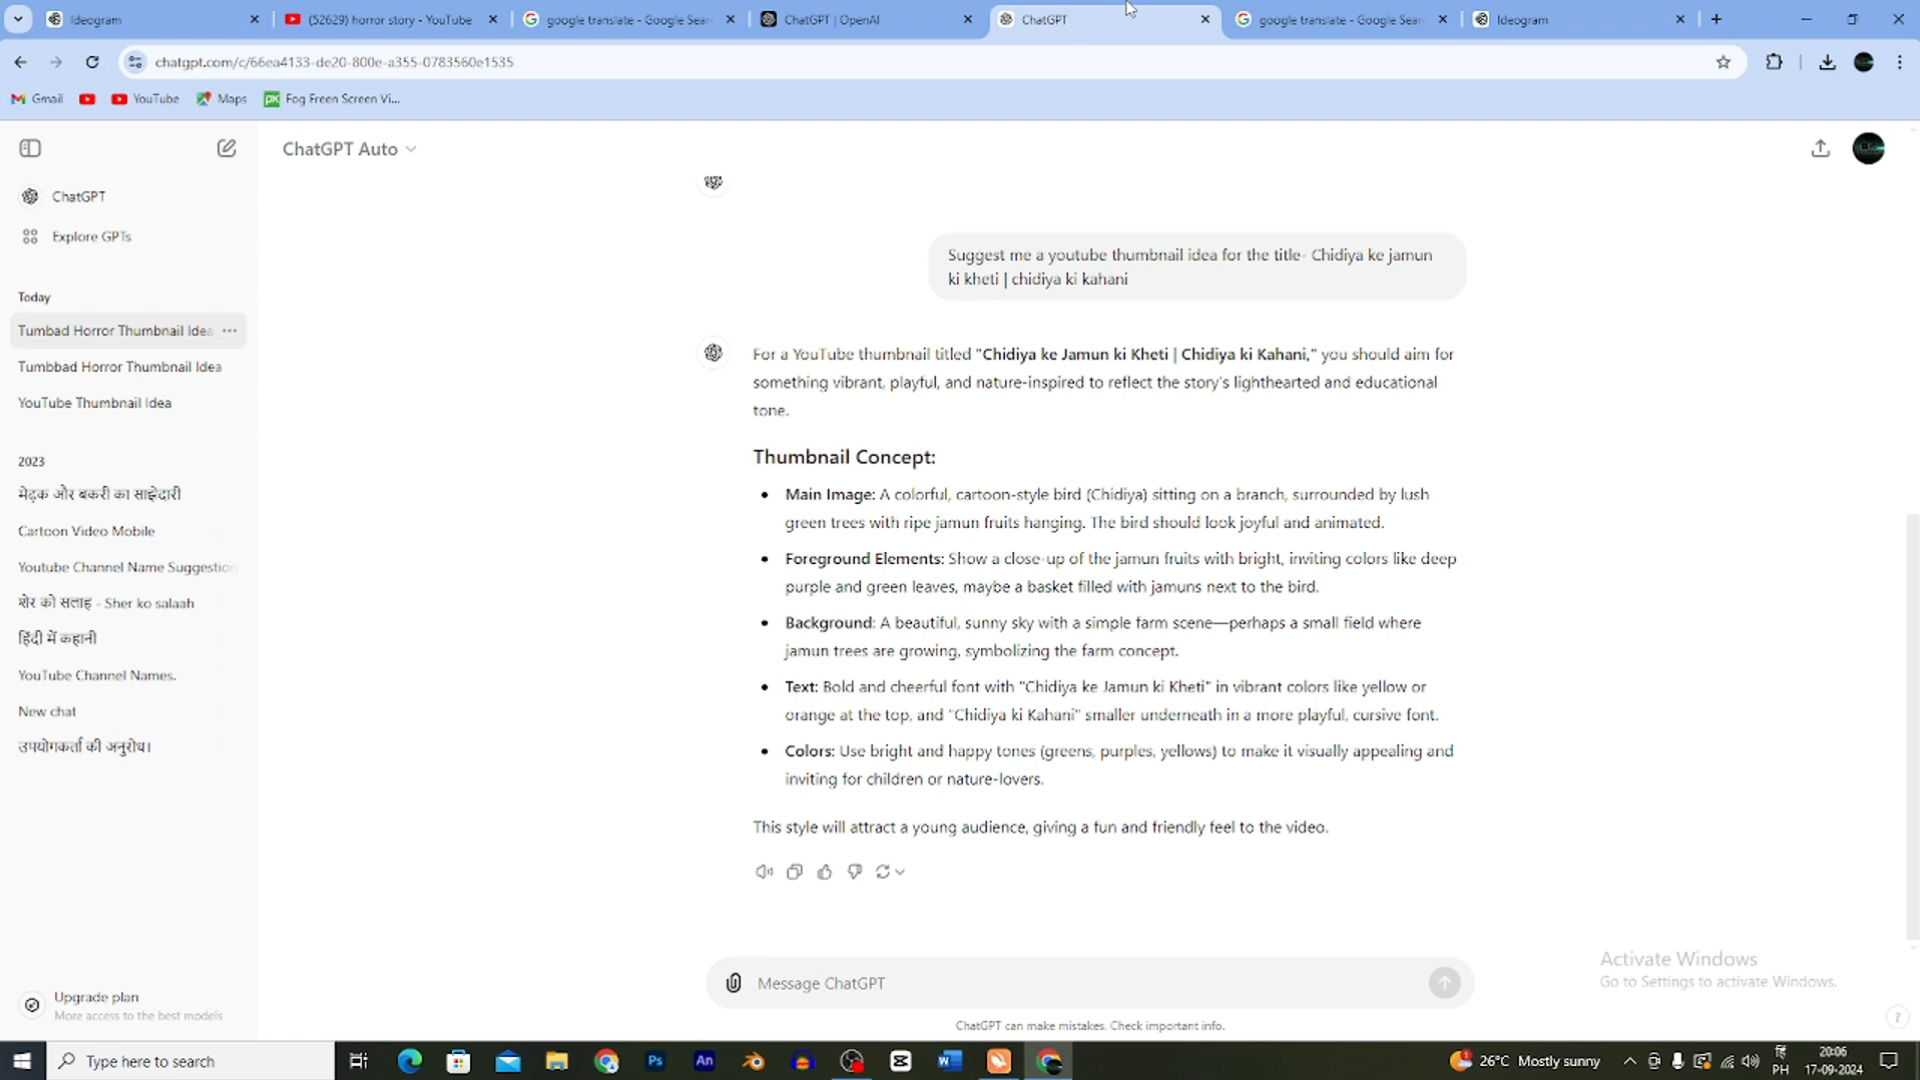 Ideogram
(52629) horror story - YouTube
google translate - Google Sear
ChatGPT | OpenAI
ChatGPT
google translate - Google Sear
Ideogram
chatgpt.com/c/66ea4133-de20-800e-a355-0783560e1535
Gmail
YouTube
Maps
Fog Freen Screen Vi...
ChatGPT Auto
ChatGPT
Explore GPTs
Today
Tumbad Horror Thumbnail Idea
Tumbbad Horror Thumbnail Idea
YouTube Thumbnail Idea
2023
मेढ़क और बकरी का साझेदारी
Cartoon Video Mobile
Youtube Channel Name Suggestion
शेर को सलाह - Sher ko salaah
हिंदी में कहानी
YouTube Channel Names.
New chat
उपयोगकर्ता की अनुरोध।
Upgrade plan
More access to the best models
Suggest me a youtube thumbnail idea for the title- Chidiya ke jamun
ki kheti | chidiya ki kahani
For a YouTube thumbnail titled "Chidiya ke Jamun ki Kheti | Chidiya ki Kahani," you should aim for
something vibrant, playful, and nature-inspired to reflect the story's lighthearted and educational
tone.
Thumbnail Concept:
Main Image: A colorful, cartoon-style bird (Chidiya) sitting on a branch, surrounded by lush
green trees with ripe jamun fruits hanging. The bird should look joyful and animated.
Foreground Elements: Show a close-up of the jamun fruits with bright, inviting colors like deep
purple and green leaves, maybe a basket filled with jamuns next to the bird.
Background: A beautiful, sunny sky with a simple farm scene—perhaps a small field where
jamun trees are growing, symbolizing the farm concept.
Text: Bold and cheerful font with "Chidiya ke Jamun ki Kheti" in vibrant colors like yellow or
orange at the top, and "Chidiya ki Kahani" smaller underneath in a more playful, cursive font.
Colors: Use bright and happy tones (greens, purples, yellows) to make it visually appealing and
inviting for children or nature-lovers.
This style will attract a young audience, giving a fun and friendly feel to the video.
Message ChatGPT
ChatGPT can make mistakes. Check important info.
Activate Windows
Go to Settings to activate Windows.
?
Type here to search
Ps
An
26°C Mostly sunny
हि
PH
20:06
17-09-2024